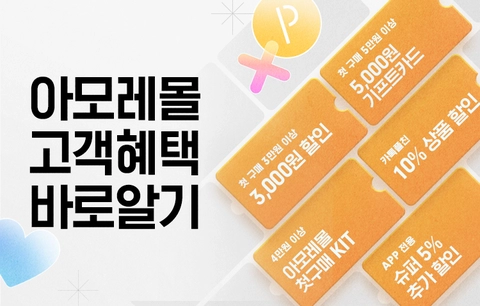 아모레몰
고객혜택
바로알기
P
첫 구매 5만원 이상
5,000원
기프트카드
첫 구매 3만원 이상
3,000원 할인
카톡플친
10% 상품 할인
4만원 이상
아모레몰
첫구매 KIT
APP 전용
슈퍼 5%
추가 할인